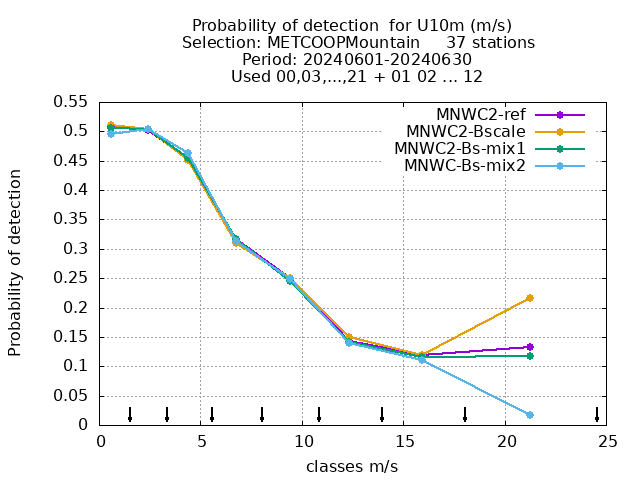 Probability of detection  for U10m (m/s)
Selection: METCOOPMountain     37 stations
Period: 20240601-20240630
Used 00,03,...,21 + 01 02 ... 12
MNWC2-ref
MNWC2-Bscale
MNWC2-Bs-mix1
MNWC-Bs-mix2
Probability of detection
0.55
0.5
0.45
0.4
0.35
0.3
0.25
0.2
0.15
0.1
0.05
0
0 5 10 15 20 25
classes m/s